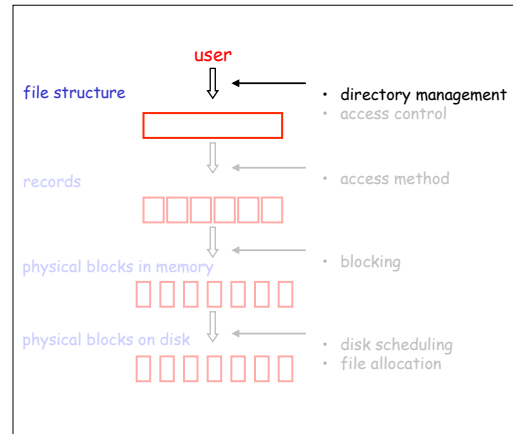 user
file structure
• directory management
• access control
records
• access method
physical blocks in memory
• blocking
physical blocks on disk
• disk scheduling
• file allocation